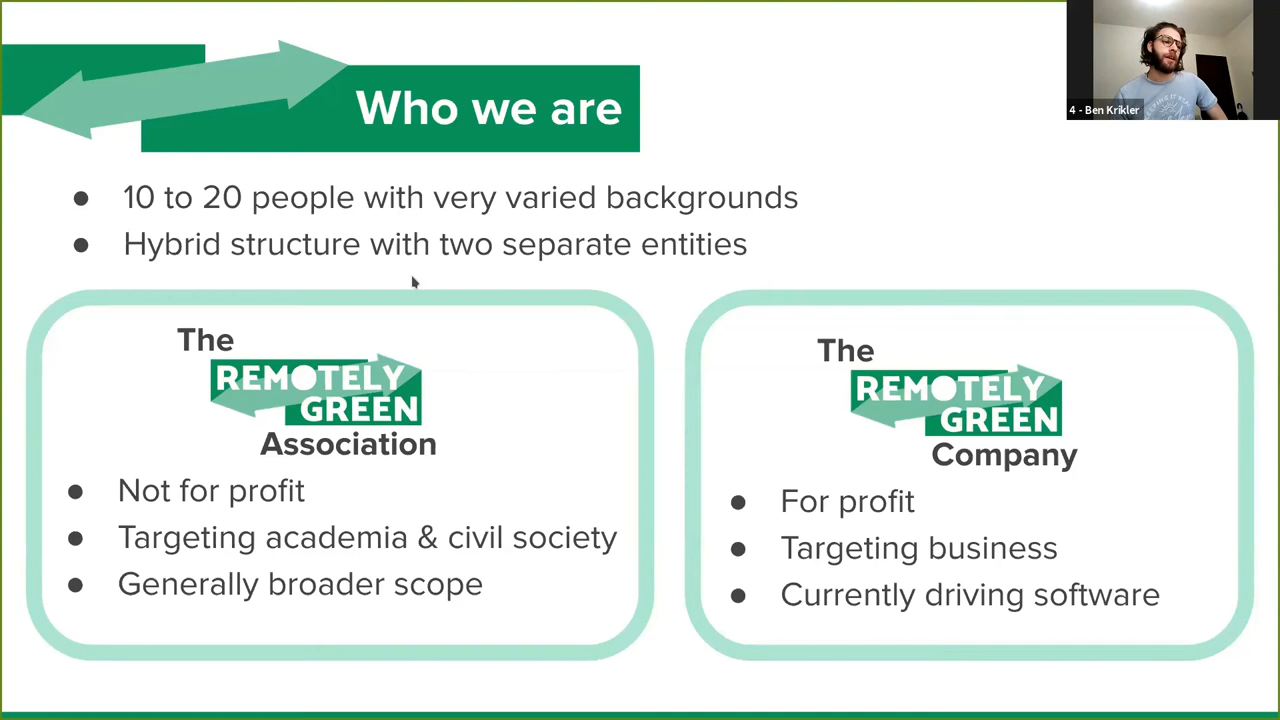 Who we are
4 - Ben Krikler
● 10 to 20 people with very varied backgrounds
● Hybrid structure with two separate entities
The
REMOTELY
GREEN
Association
● Not for profit
● Targeting academia & civil society
● Generally broader scope
The
REMOTELY
GREEN
Company
● For profit
● Targeting business
● Currently driving software